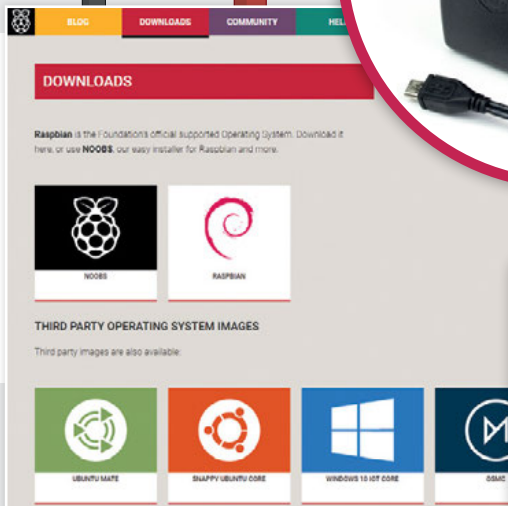 BLOG DOWNLOADS COMMUNITY HEL
DOWNLOADS
Raspbian is the Foundation's official supported Operating System. Download it
here, or use NOOBS, our easy installer for Raspbian and more.
NOOBS RASPBIAN
THIRD PARTY OPERATING SYSTEM IMAGES
Third party images are also available:
UBUNTU MATE SNAPPY UBUNTU CORE WINDOWS 10 IOT CORE OSMC